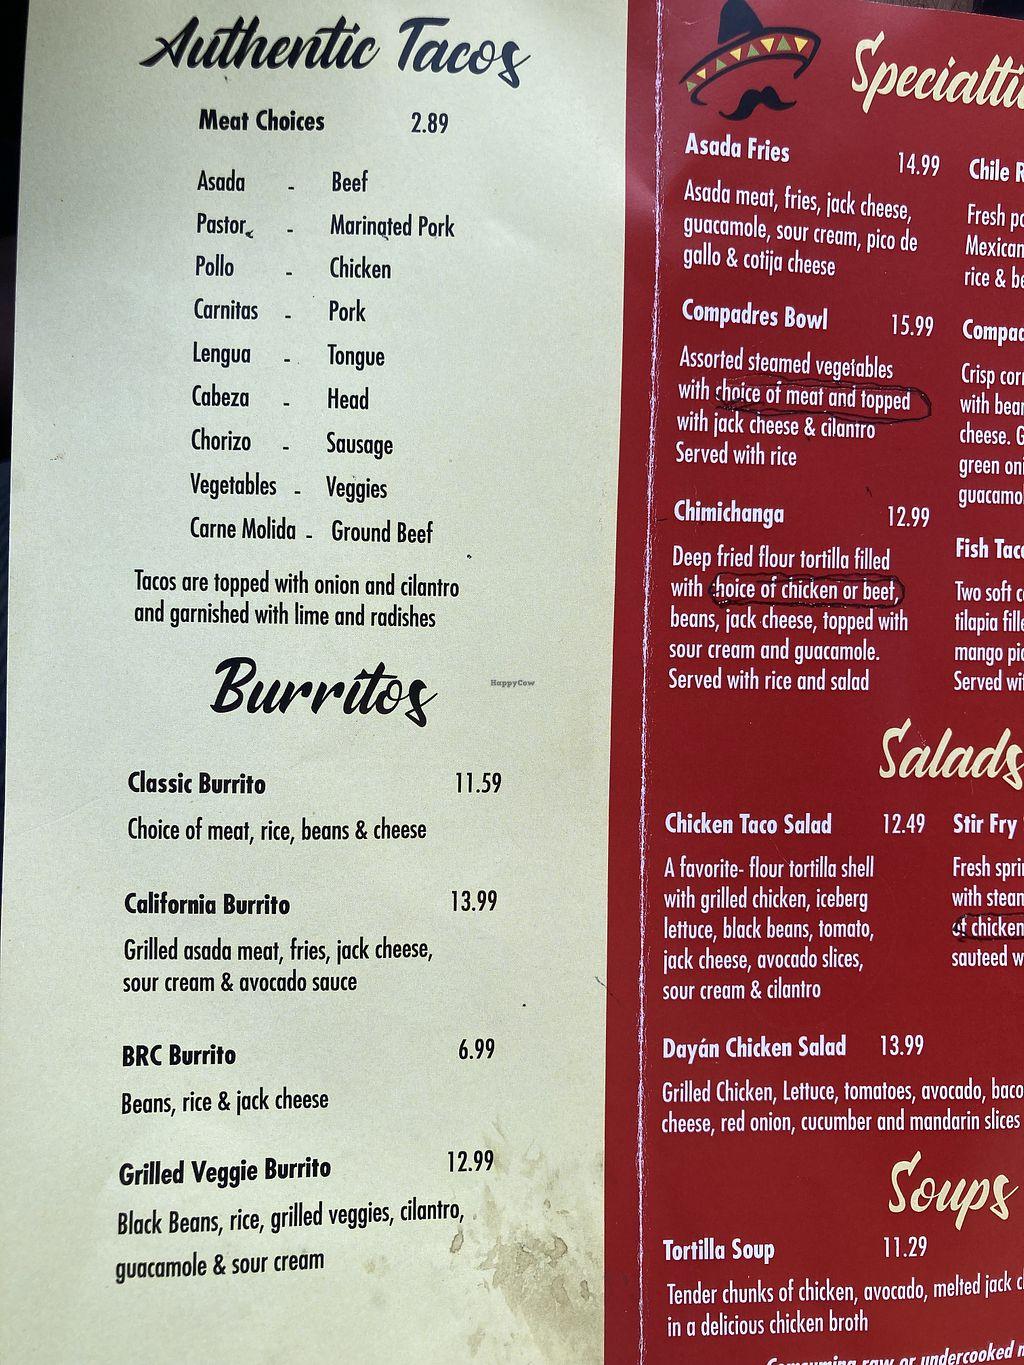 Authentic Tacos
Meat Choices 2.89
Asada - Beef
Pastor - Marinated Pork
Pollo - Chicken
Carnitas - Pork
Lengua - Tongue
Cabeza - Head
Chorizo - Sausage
Vegetables - Veggies
Carne Molida - Ground Beef
Tacos are topped with onion and cilantro
and garnished with lime and radishes
Burritos
HappyCow
Classic Burrito 11.59
Choice of meat, rice, beans & cheese
California Burrito 13.99
Grilled asada meat, fries, jack cheese,
sour cream & avocado sauce
BRC Burrito 6.99
Beans, rice & jack cheese
Grilled Veggie Burrito 12.99
Black Beans, rice, grilled veggies, cilantro,
guacamole & sour cream
Asada Fries 14.99
Asada meat, fries, jack cheese,
guacamole, sour cream, pico de
gallo & cotija cheese
Compadres Bowl 15.99
Assorted steamed vegetables
with choice of meat and topped
with jack cheese & cilantro
Served with rice
Chimichanga 12.99
Deep fried flour tortilla filled
with choice of chicken or beef,
beans, jack cheese, topped with
sour cream and guacamole.
Served with rice and salad
Chile
Fresh
Mexican
rice &
Crisp
with
cheese.
green
Fish
Two soft
tilapia
mango
Served
Salads
Chicken Taco Salad 12.49
A favorite- flour tortilla shell
with grilled chicken, iceberg
lettuce, black beans, tomato,
jack cheese, avocado slices,
sour cream & cilantro
Stir Fry
Fresh
with
of chicken
sauteed
Dayán Chicken Salad 13.99
Grilled Chicken, Lettuce, tomatoes, avocado,
cheese, red onion, cucumber and mandarin slices
Soups
Tortilla Soup 11.29
Tender chunks of chicken, avocado, melted jack
in a delicious chicken broth
Consuming raw or undercooked